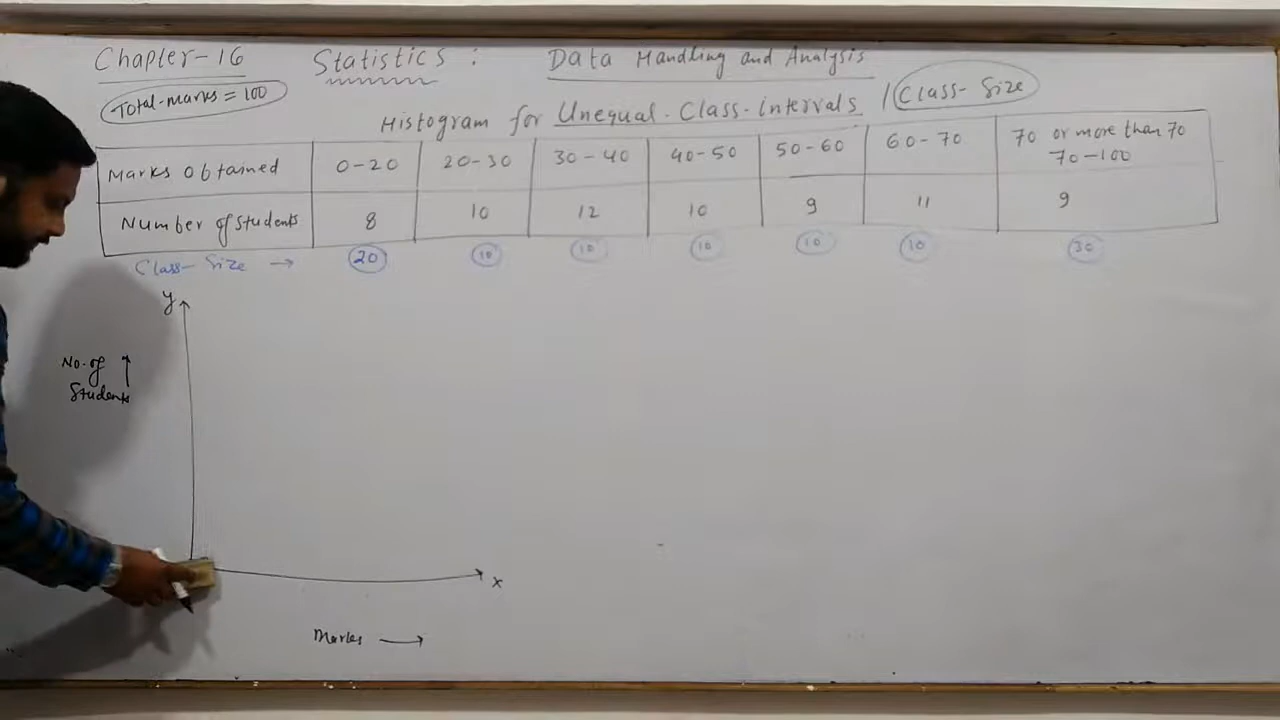 Chapter-16 Statistics : Data Handling and Analysis
Total-marks = 100
Histogram for Unequal-Class-intervals / Class-Size
Marks Obtained 0-20 20-30 30-40 40-50 50-60 60-70 70 or more than 70
70-100
Number of students 8 10 12 10 9 11 9
Class-Size → 20 10 10 10 10 10 30
y
No. of
Students
x
Marks →